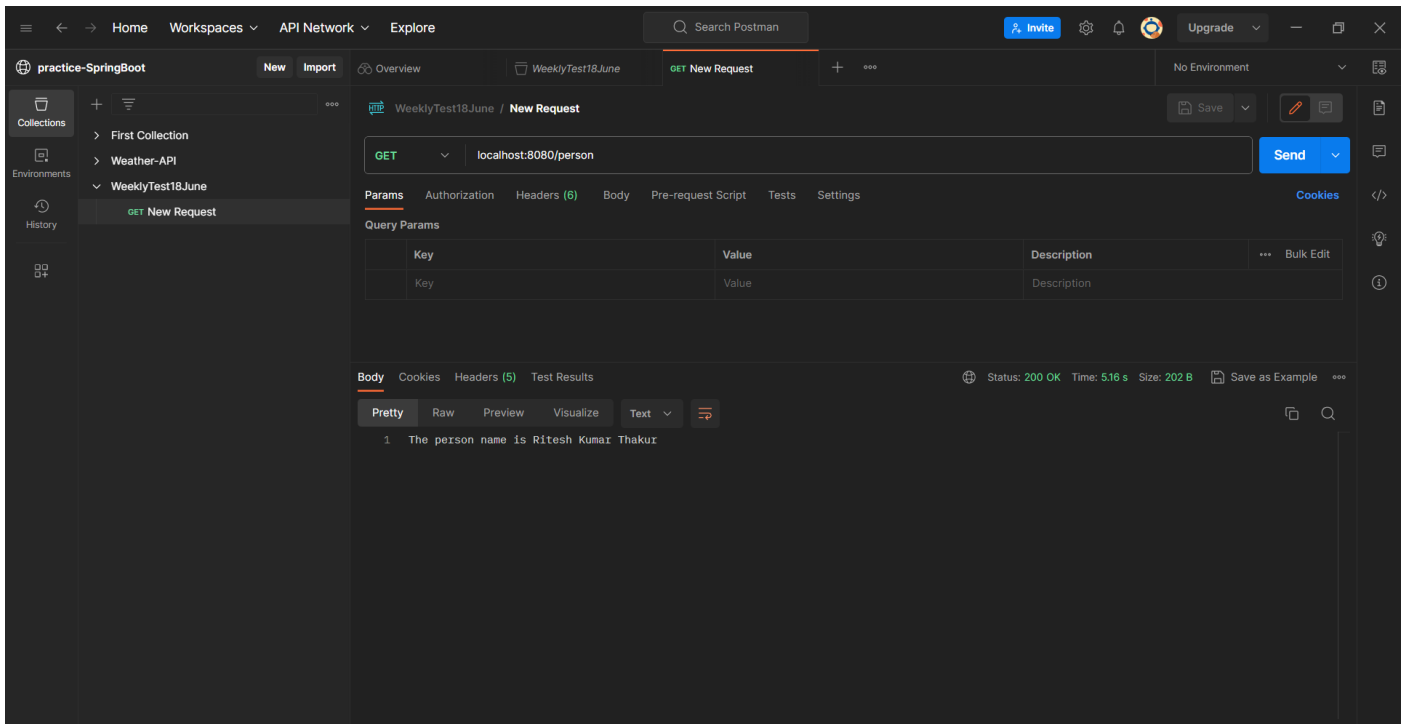 Home Workspaces API Network Explore Search Postman Invite Upgrade
practice-SpringBoot New Import Overview WeeklyTest18June GET New Request No Environment
Collections
Environments
History
First Collection
Weather-API
WeeklyTest18June
GET New Request
HTTP WeeklyTest18June / New Request Save
GET localhost:8080/person Send
Params Authorization Headers (6) Body Pre-request Script Tests Settings Cookies
Query Params
Key Value Description Bulk Edit
Key Value Description
Body Cookies Headers (5) Test Results Status: 200 OK Time: 5.16 s Size: 202 B Save as Example
Pretty Raw Preview Visualize Text
1 The person name is Ritesh Kumar Thakur